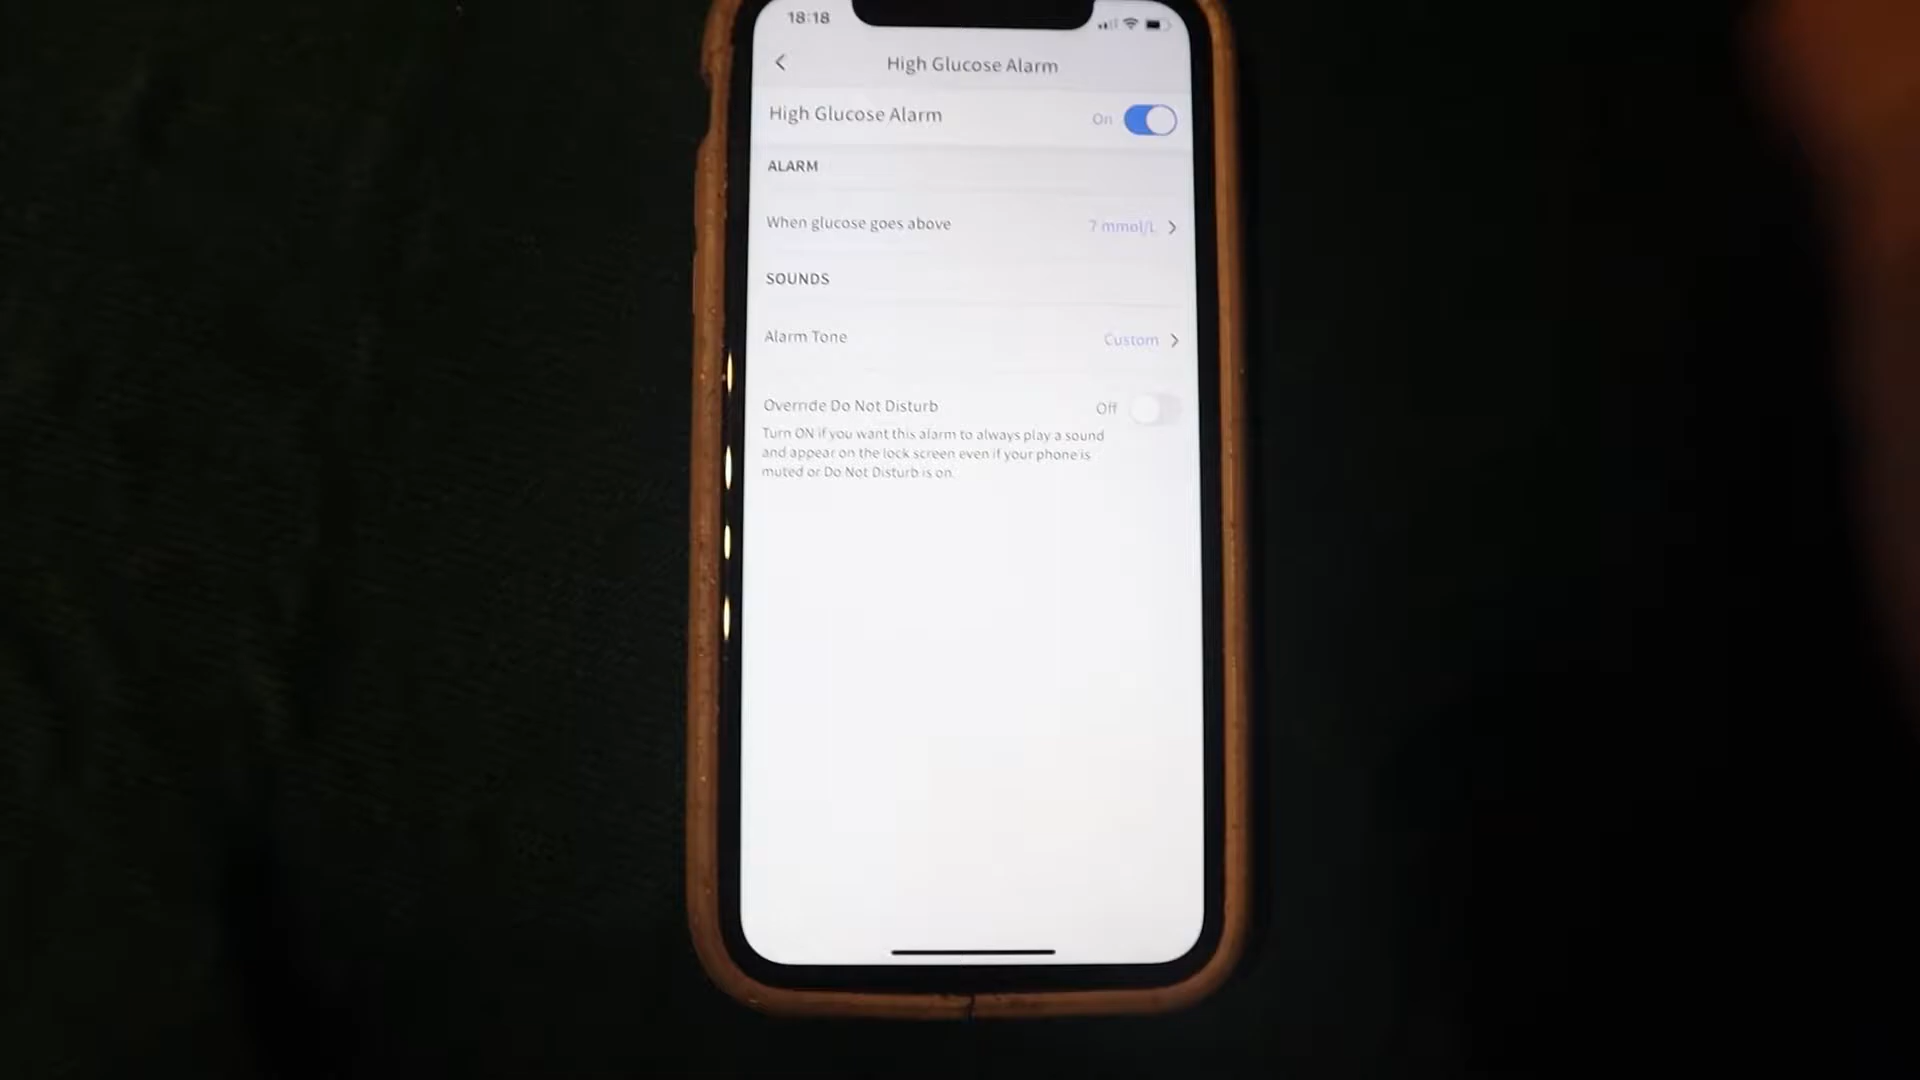 18:18
High Glucose Alarm
High Glucose Alarm On
ALARM
When glucose goes above 7 mmol/L
SOUNDS
Alarm Tone Custom
Override Do Not Disturb Off
Turn ON if you want this alarm to always play a sound
and appear on the lock screen even if your phone is
muted or Do Not Disturb is on.